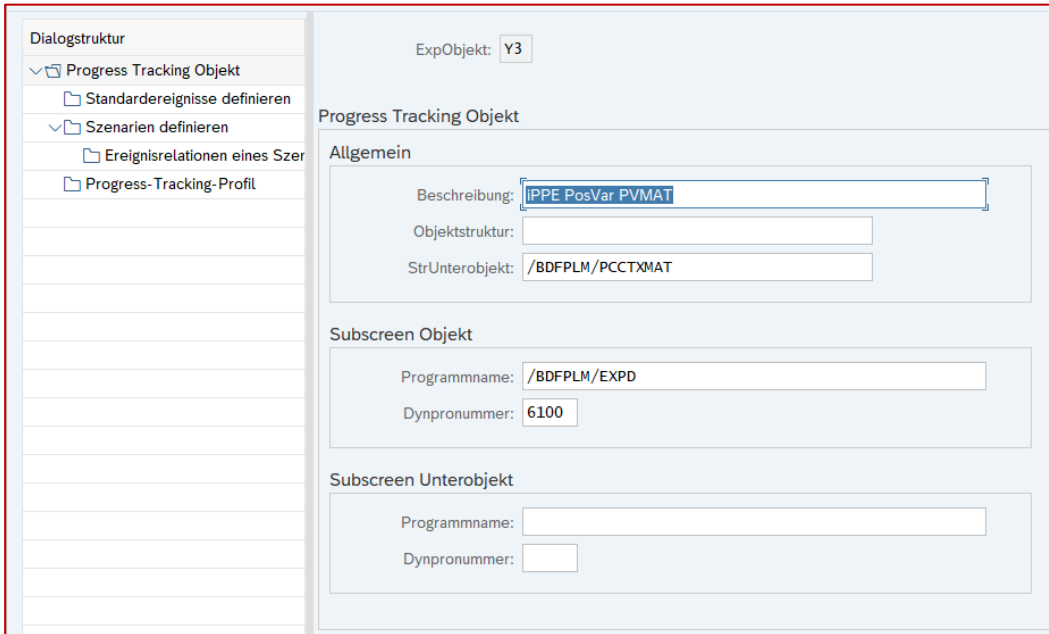 Dialogstruktur
Progress Tracking Objekt
Standardereignisse definieren
Szenarien definieren
Ereignisrelationen eines Szer
Progress-Tracking-Profil
ExpObjekt: Y3
Progress Tracking Objekt
Allgemein
Beschreibung: iPPE PosVar PVMAT
Objektstruktur:
StrUnterobjekt: /BDFPLM/PCCTXMAT
Subscreen Objekt
Programmname: /BDFPLM/EXPD
Dynpronummer: 6100
Subscreen Unterobjekt
Programmname:
Dynpronummer: